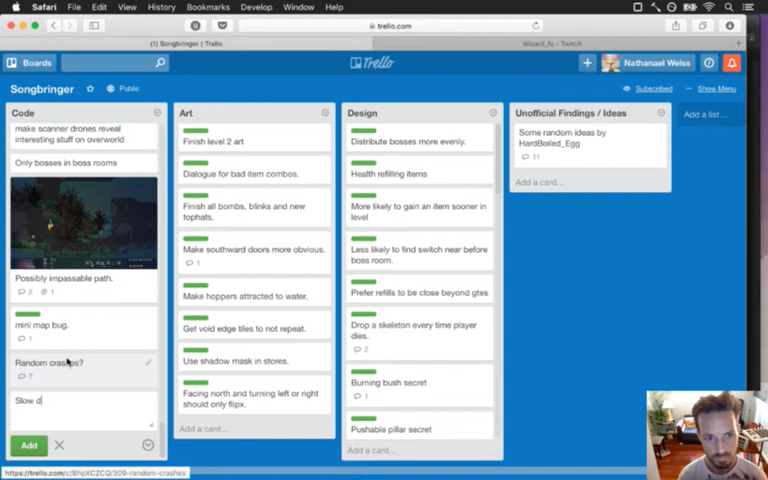 Safari File Edit View History Bookmarks Develop Window Help
trello.com
(1) Songbringer | Trello
Wizard_fu - Twitch
Boards
Trello
Nathanael Weiss
Songbringer
Public
Subscribed
Show Menu
Code
make scanner drones reveal
interesting stuff on overworld
Only bosses in boss rooms
Possibly impassable path.
2 1
mini map bug.
1
Random crashes?
7
Slow d
Add
Art
Finish level 2 art
Dialogue for bad item combos.
Finish all bombs, blinks and new
tophats.
Make southward doors more obvious.
1
Make hoppers attracted to water.
Get void edge tiles to not repeat.
Use shadow mask in stores.
Facing north and turning left or right
should only flipx.
Add a card...
Design
Distribute bosses more evenly.
Health refilling items
More likely to gain an item sooner in
level
Less likely to find switch near before
boss room.
Prefer refills to be close beyond gtes
Drop a skeleton every time player
dies.
2
Burning bush secret
1
Pushable pillar secret
Add a card...
Unofficial Findings / Ideas
Some random ideas by
HardBoiled_Egg
11
Add a card...
Add a list...
https://trello.com/c/BhpXCZCQ/309-random-crashes